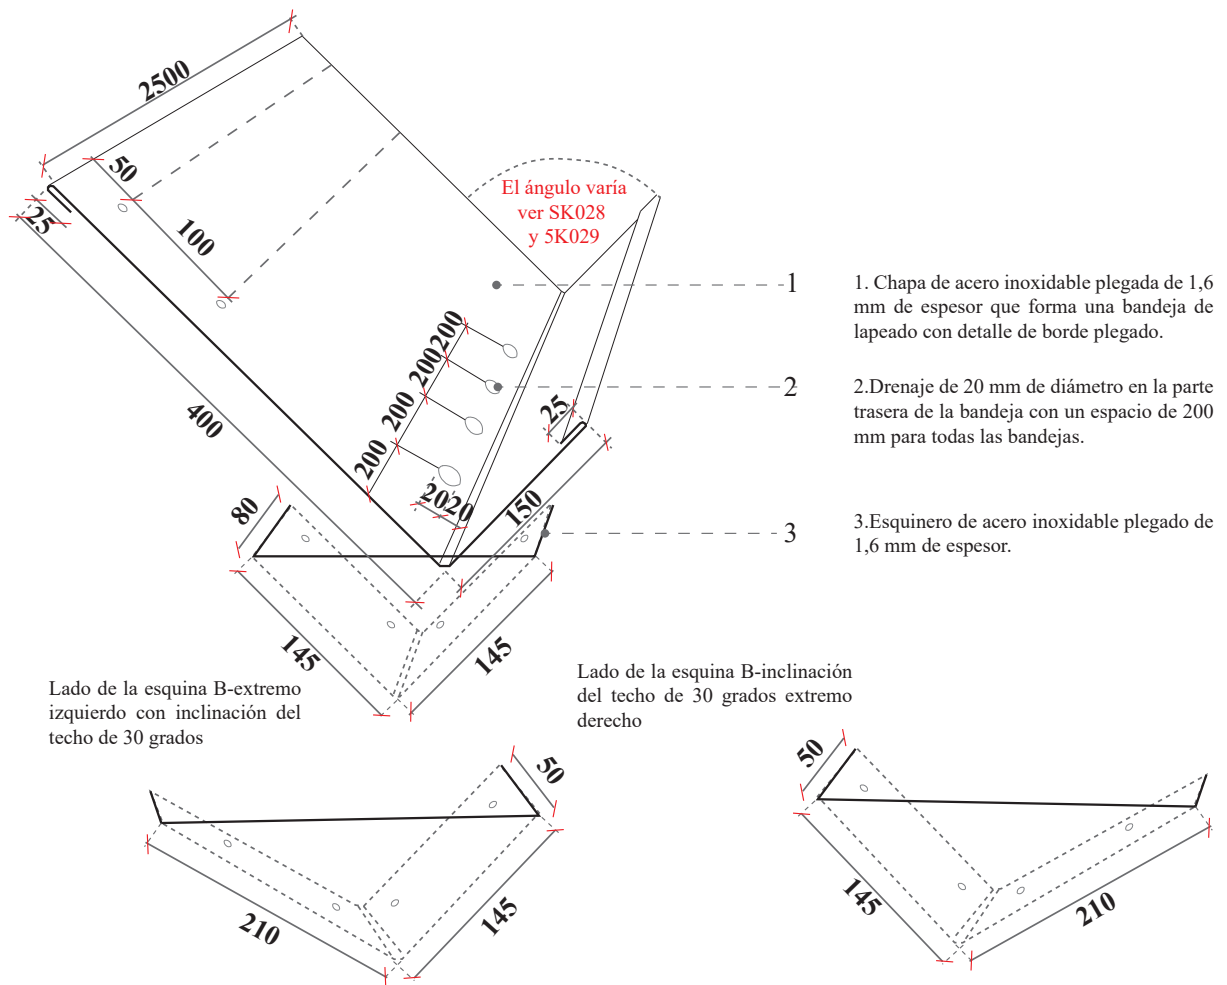 2500
50
25
100
El ángulo varía
ver SK028
y 5K029
1
1. Chapa de acero inoxidable plegada de 1,6
mm de espesor que forma una bandeja de
lapeado con detalle de borde plegado.
200
200
200
200
2
2.Drenaje de 20 mm de diámetro en la parte
trasera de la bandeja con un espacio de 200
mm para todas las bandejas.
400
25
2020
150
80
3
3.Esquinero de acero inoxidable plegado de
1,6 mm de espesor.
145
145
Lado de la esquina B-extremo
izquierdo con inclinación del
techo de 30 grados
Lado de la esquina B-inclinación
del techo de 30 grados extremo
derecho
50
210
145
50
145
210